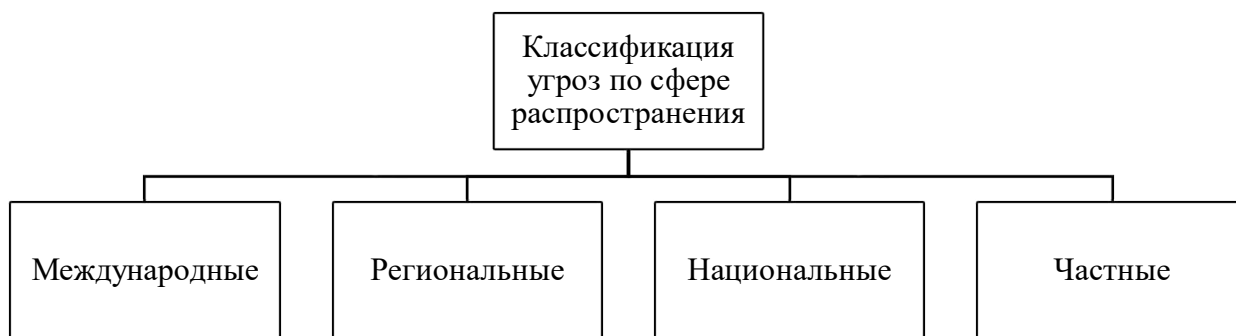 Классификация
угроз по сфере
распространения
Международные
Региональные
Национальные
Частные